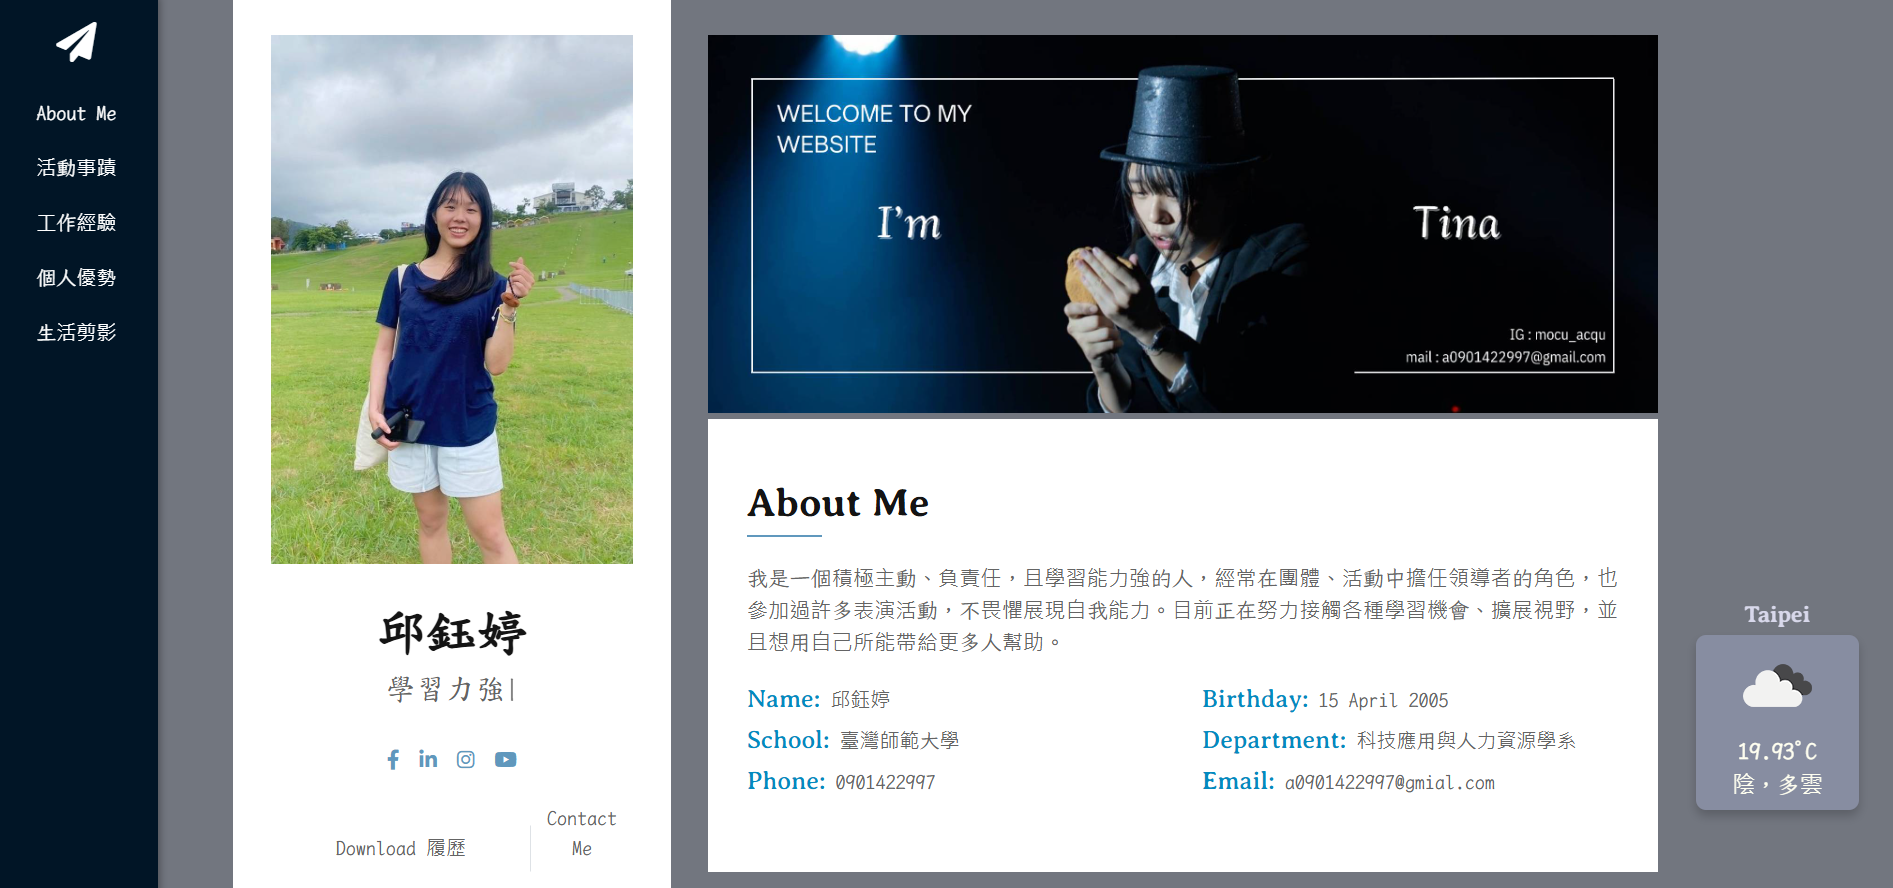 About Me
活動事蹟
工作經驗
個人優勢
生活剪影
邱鈺婷
學習力強|
Download 履歷
Contact
Me
WELCOME TO MY
WEBSITE
I'm
Tina
IG : mocu_acqu
mail : a0901422997@gmail.com
About Me
我是一個積極主動、負責任，且學習能力強的人，經常在團體、活動中擔任領導者的角色，也
參加過許多表演活動，不畏懼展現自我能力。目前正在努力接觸各種學習機會、擴展視野，並
且想用自己所能帶給更多人幫助。
Name: 邱鈺婷
Birthday: 15 April 2005
School: 臺灣師範大學
Department: 科技應用與人力資源學系
Phone: 0901422997
Email: a0901422997@gmial.com
Taipei
19.93°C
陰，多雲